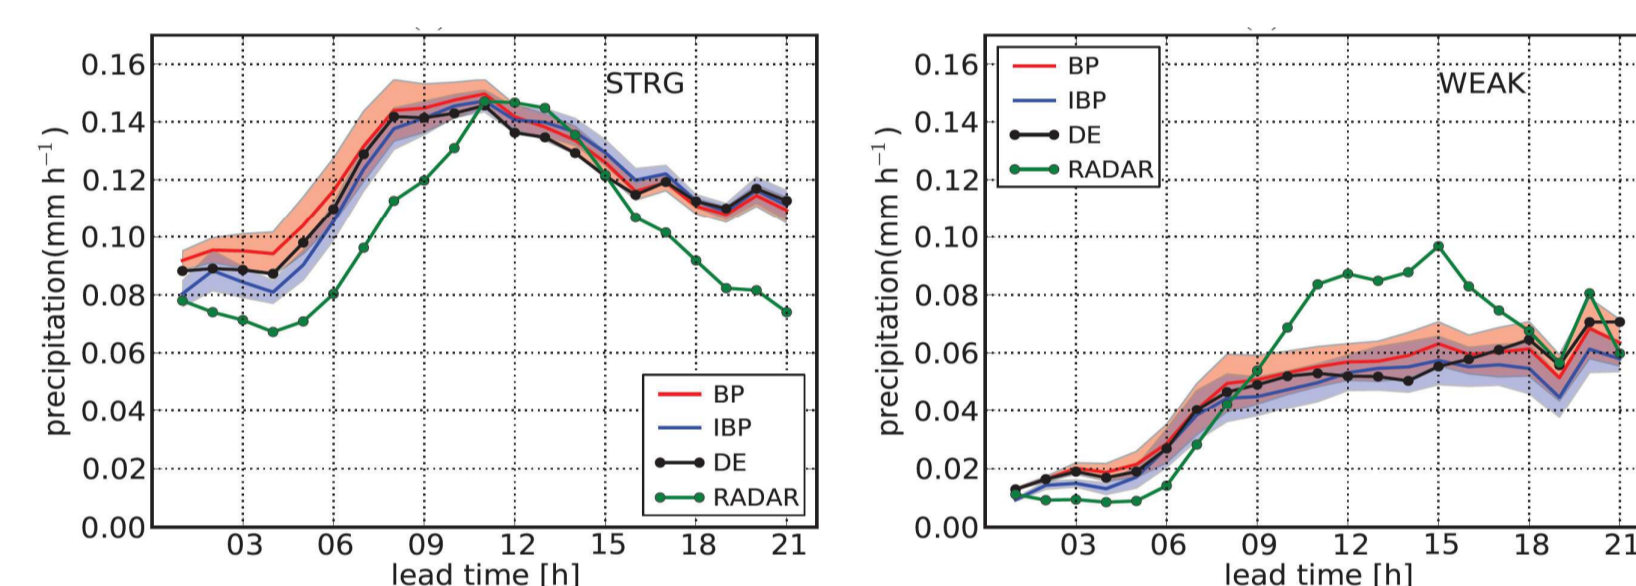 0.16
0.14
0.12
0.10
0.08
0.06
0.04
0.02
0.00
precipitation(mm h⁻¹)
STRG
BP
IBP
DE
RADAR
03 06 09 12 15 18 21
lead time [h]
0.16
0.14
0.12
0.10
0.08
0.06
0.04
0.02
0.00
precipitation(mm h⁻¹)
BP
IBP
DE
RADAR
WEAK
03 06 09 12 15 18 21
lead time [h]